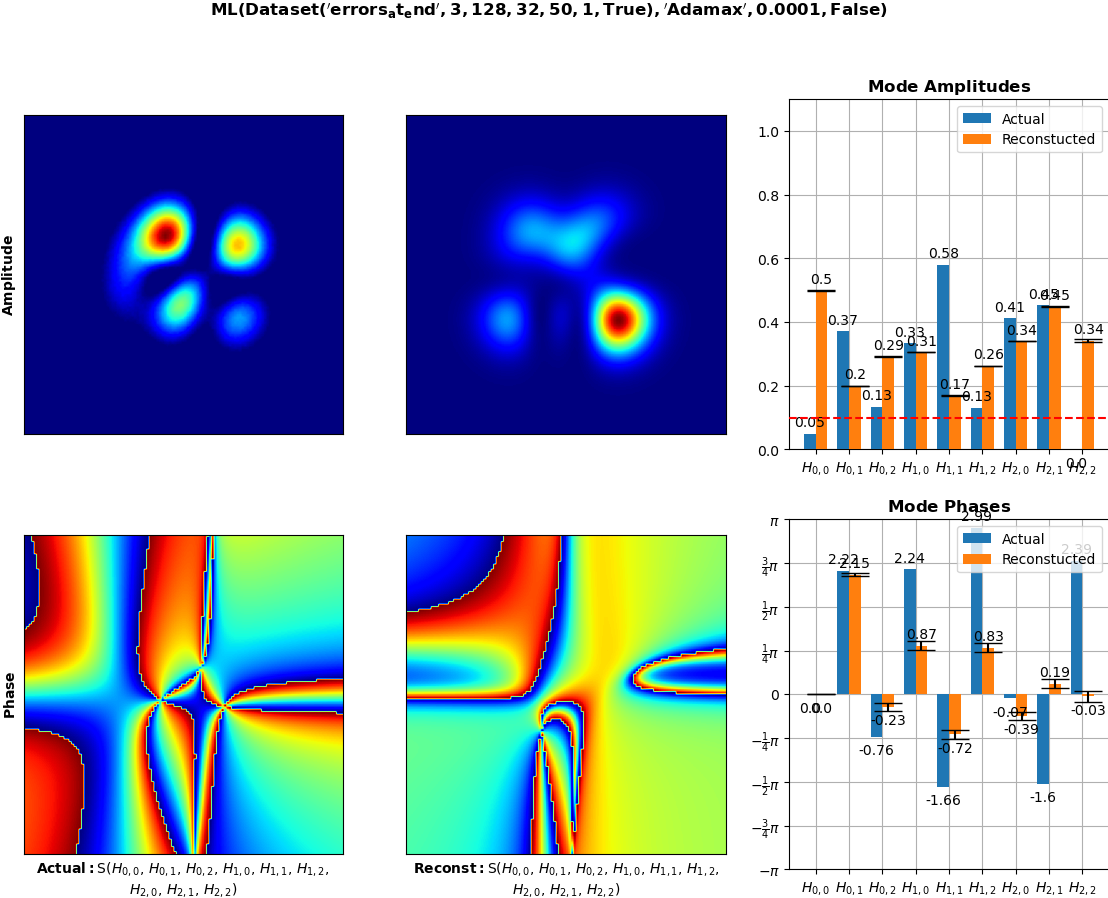 ML(Dataset('errors_at_end', 3, 128, 32, 50, 1, True), 'Adamax', 0.0001, False)
Amplitude
Mode Amplitudes
Actual
Reconstucted
1.0
0.8
0.6
0.4
0.2
0.0
0.05 0.37 0.13 0.33 0.58 0.13 0.41 0.45 0.0
0.5 0.2 0.29 0.31 0.17 0.26 0.34 0.45 0.34
H0,0 H0,1 H0,2 H1,0 H1,1 H1,2 H2,0 H2,1 H2,2
Phase
Mode Phases
Actual
Reconstucted
π
3/4π
1/2π
1/4π
0
−1/4π
−1/2π
−3/4π
−π
0.0 2.22 -0.76 2.24 -1.66 2.99 -0.07 -1.6 2.39
0.0 2.15 -0.23 0.87 -0.72 0.83 -0.39 0.19 -0.03
H0,0 H0,1 H0,2 H1,0 H1,1 H1,2 H2,0 H2,1 H2,2
Actual: S(H0,0, H0,1, H0,2, H1,0, H1,1, H1,2,
H2,0, H2,1, H2,2)
Reconst: S(H0,0, H0,1, H0,2, H1,0, H1,1, H1,2,
H2,0, H2,1, H2,2)